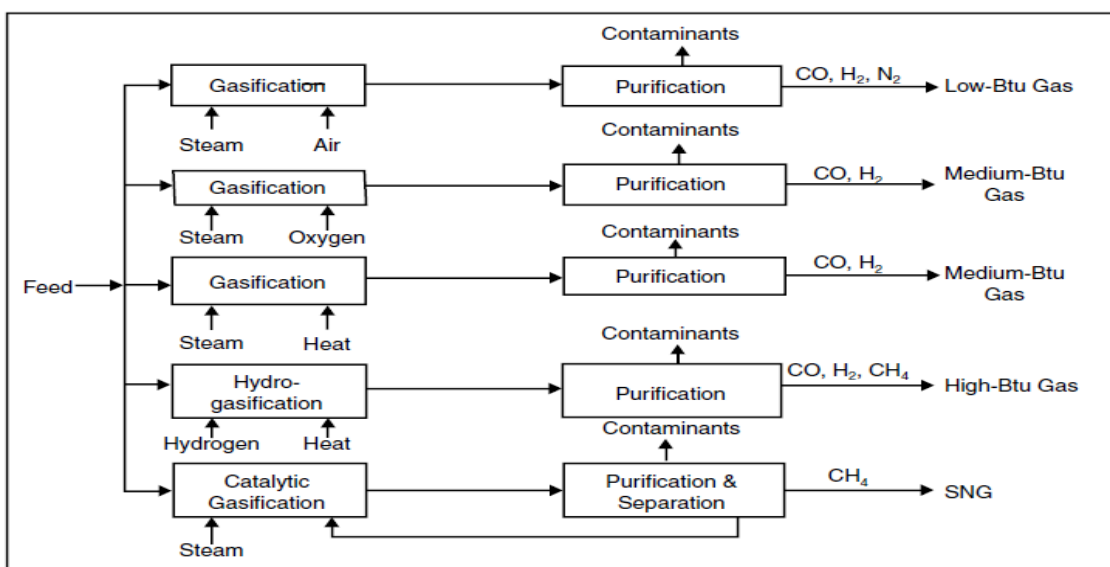 Contaminants
Gasification
Purification
CO, H₂, N₂
Low-Btu Gas
Steam
Air
Contaminants
Gasification
Purification
CO, H₂
Medium-Btu
Gas
Steam
Oxygen
Contaminants
Feed
Gasification
Purification
CO, H₂
Medium-Btu
Gas
Steam
Heat
Contaminants
Hydro-
gasification
Purification
CO, H₂, CH₄
High-Btu Gas
Hydrogen
Heat
Contaminants
Catalytic
Gasification
Purification &
Separation
CH₄
SNG
Steam